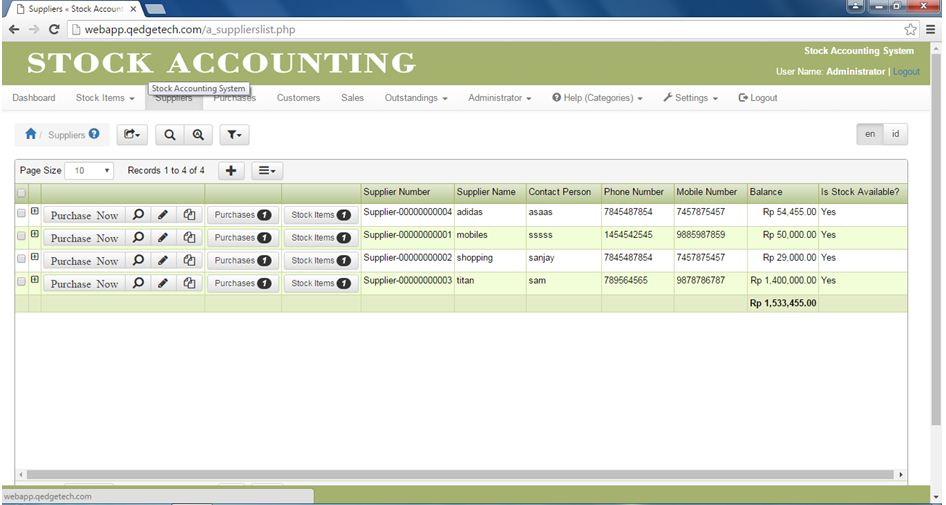 Suppliers « Stock Account
webapp.qedgetech.com/a_supplierslist.php
Stock Accounting System
STOCK ACCOUNTING
User Name: Administrator | Logout
Stock Accounting System
Dashboard Stock Items Suppliers Purchases Customers Sales Outstandings Administrator Help (Categories) Settings Logout
/ Suppliers en id
Page Size 10 Records 1 to 4 of 4
Supplier Number Supplier Name Contact Person Phone Number Mobile Number Balance Is Stock Available?
Purchase Now Purchases 1 Stock Items 1 Supplier-00000000004 adidas asaas 7845487854 7457875457 Rp 54,455.00 Yes
Purchase Now Purchases 1 Stock Items 1 Supplier-00000000001 mobiles sssss 1454542545 9885987859 Rp 50,000.00 Yes
Purchase Now Purchases 1 Stock Items 1 Supplier-00000000002 shopping sanjay 7845487854 7457875457 Rp 29,000.00 Yes
Purchase Now Purchases 1 Stock Items 1 Supplier-00000000003 titan sam 789564565 9878786787 Rp 1,400,000.00 Yes
Rp 1,533,455.00
webapp.qedgetech.com